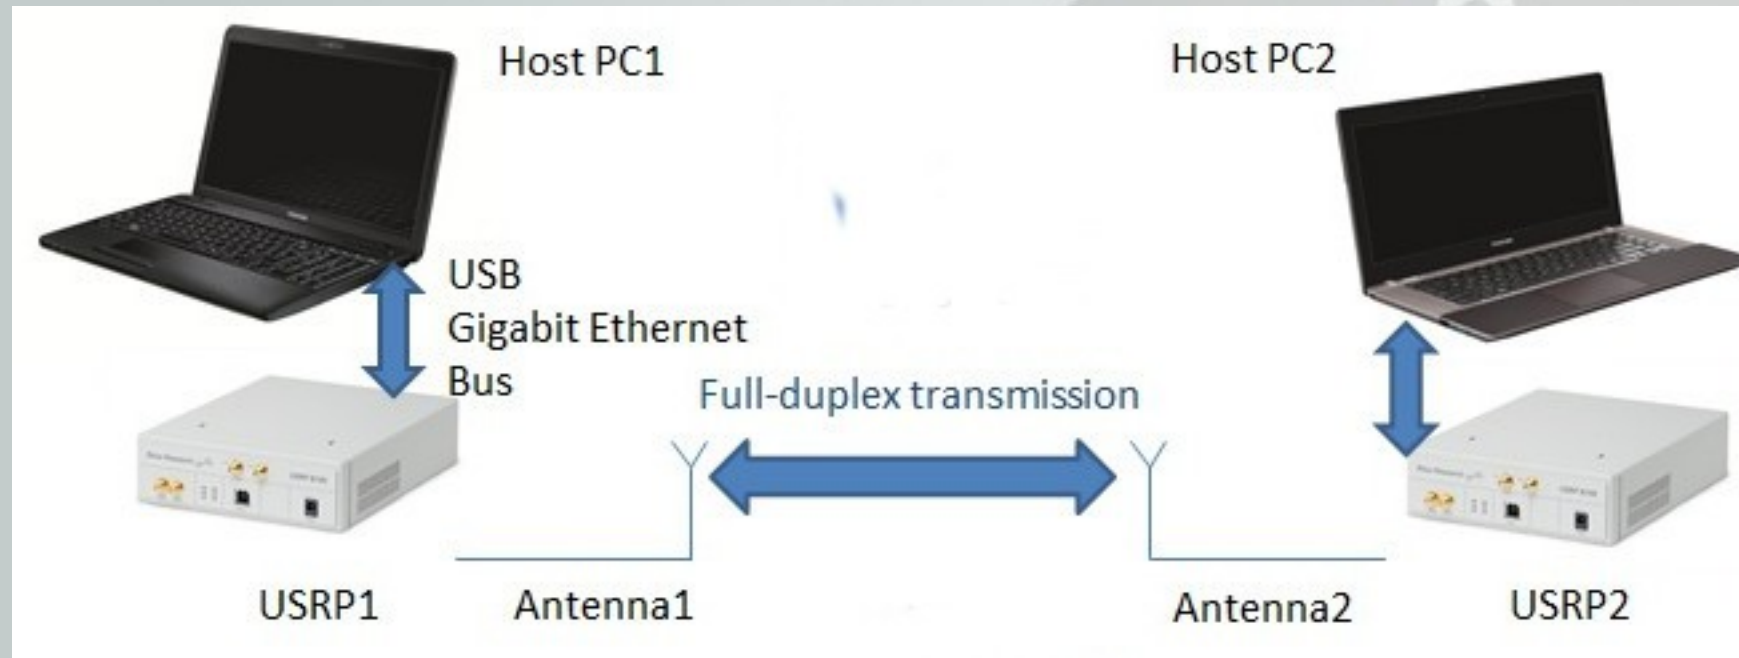 Host PC1
Host PC2
USB
Gigabit Ethernet
Bus
Full-duplex transmission
USRP1
Antenna1
Antenna2
USRP2